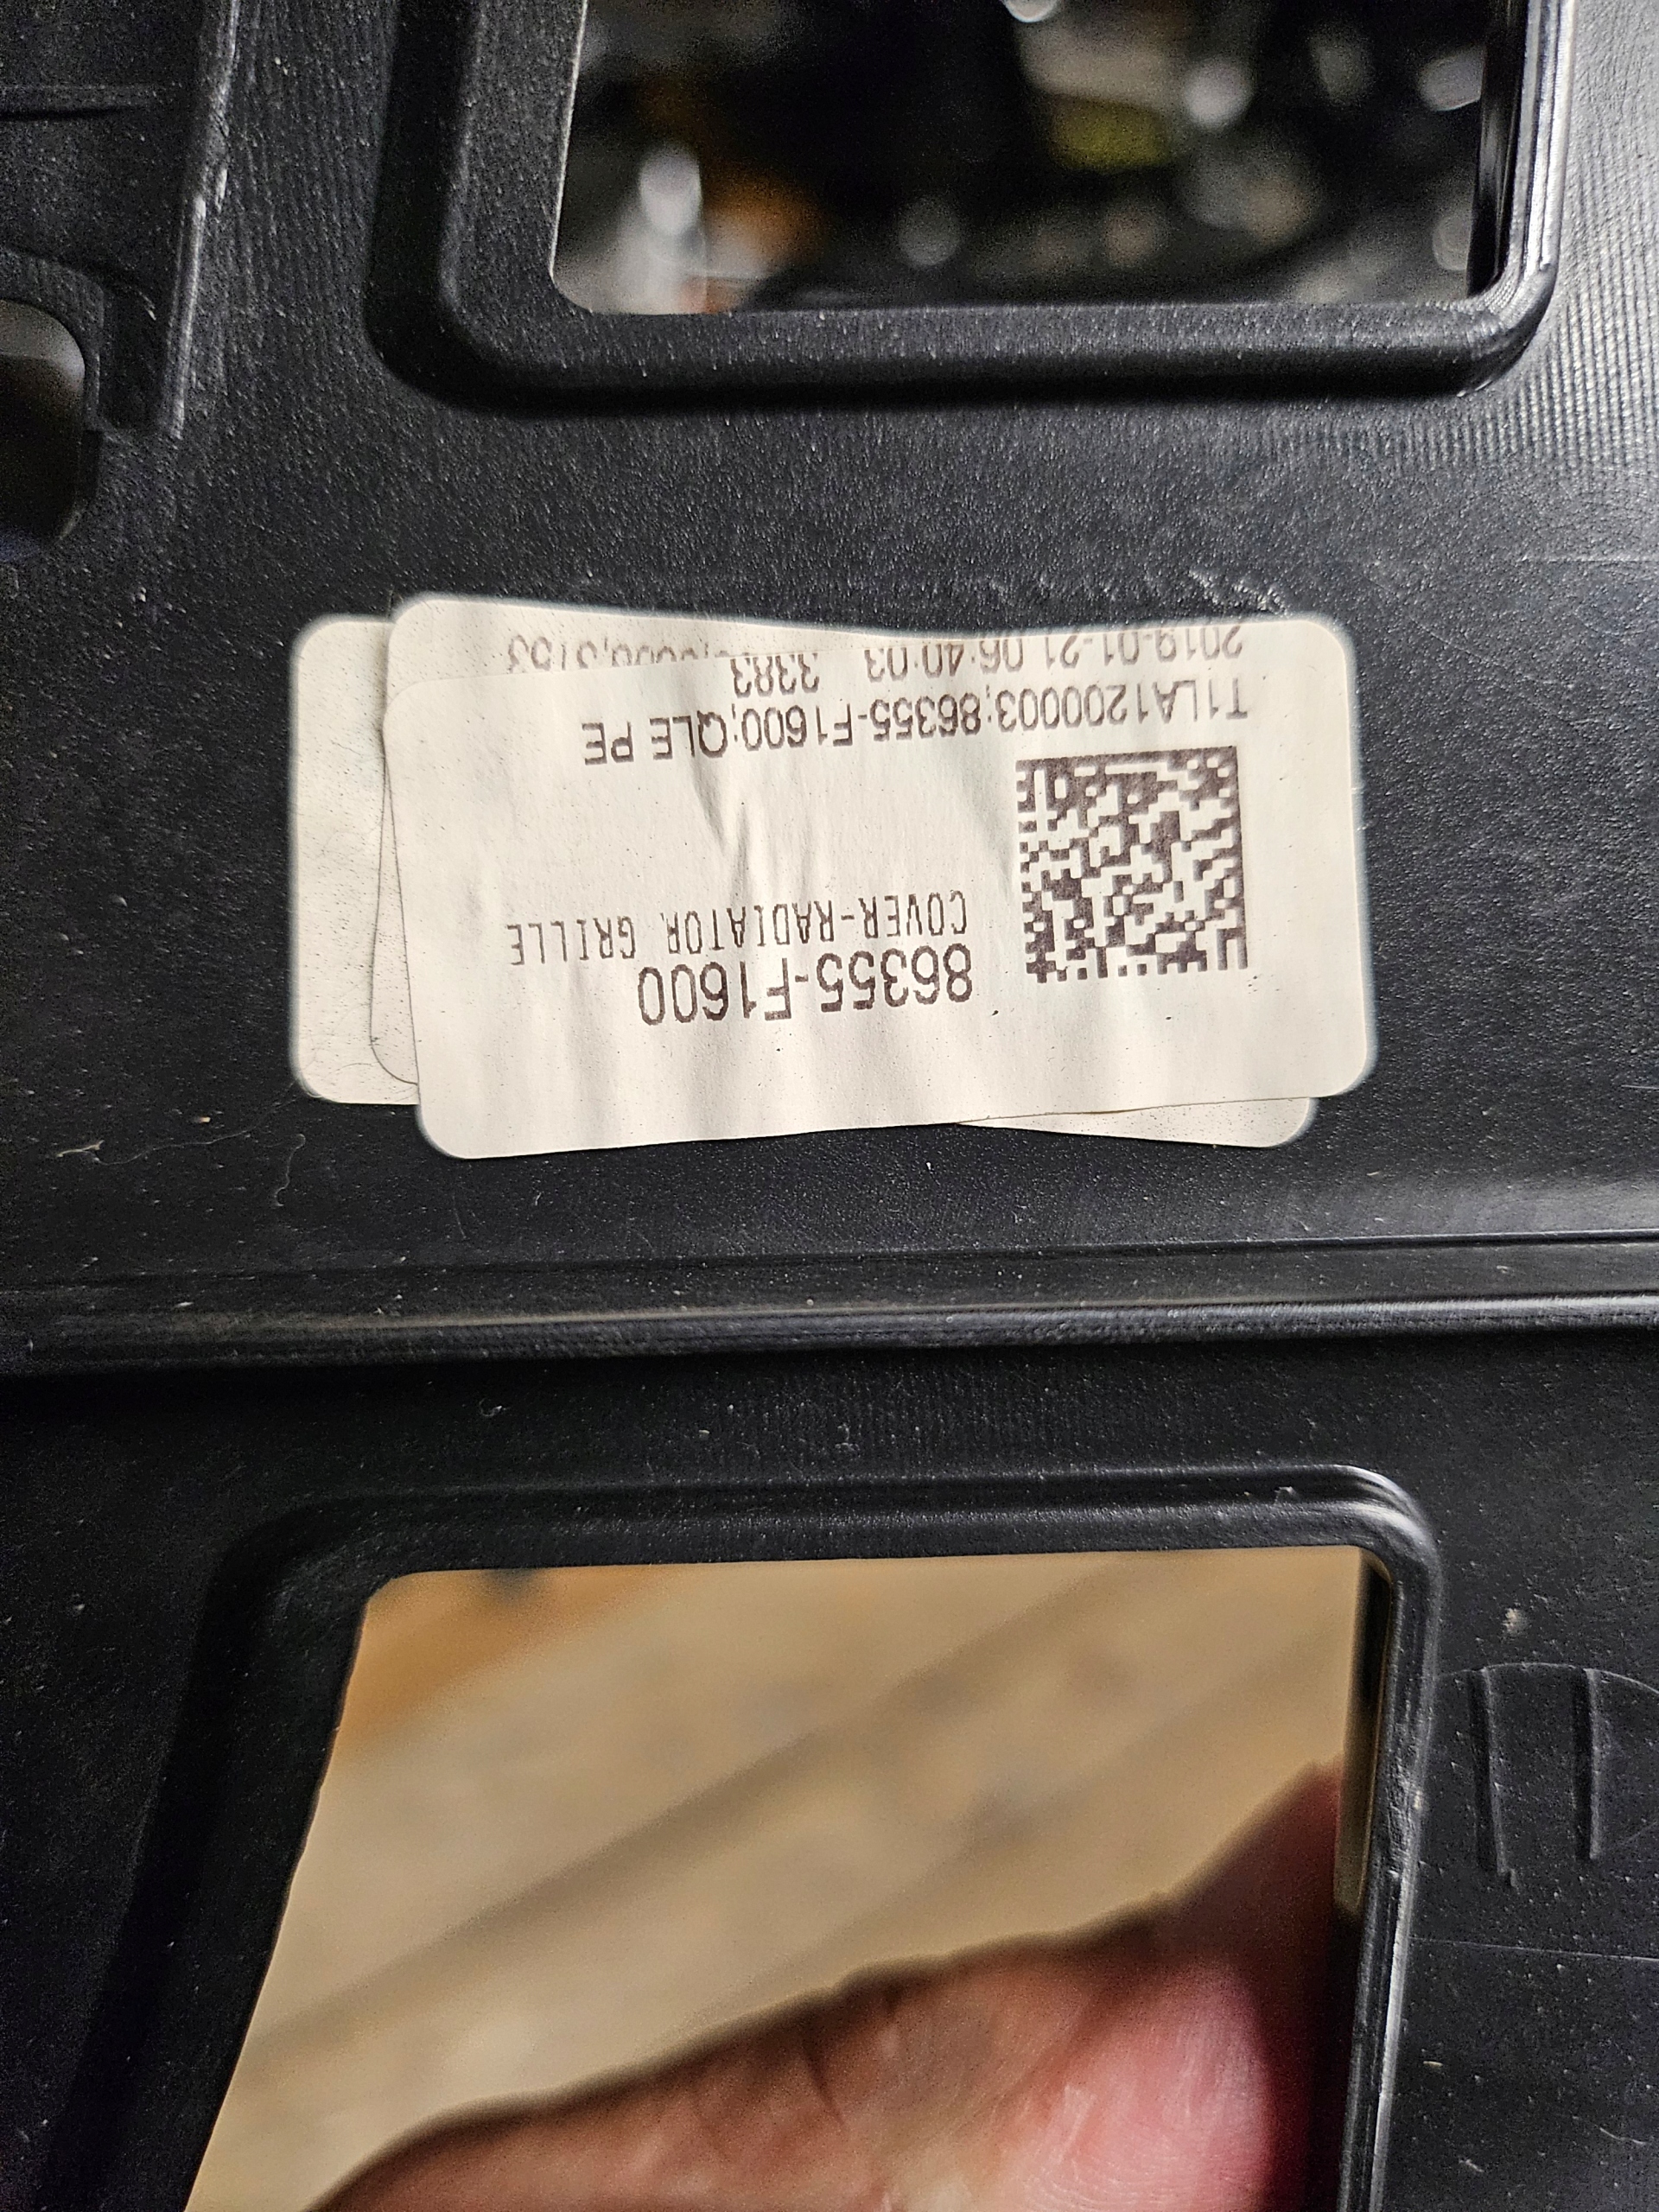 86355-F1600
COVER-RADIATOR GRILLE
T1LA1200003;86355-F1600;QLE PE
2019-01-21 06:40:03 3383